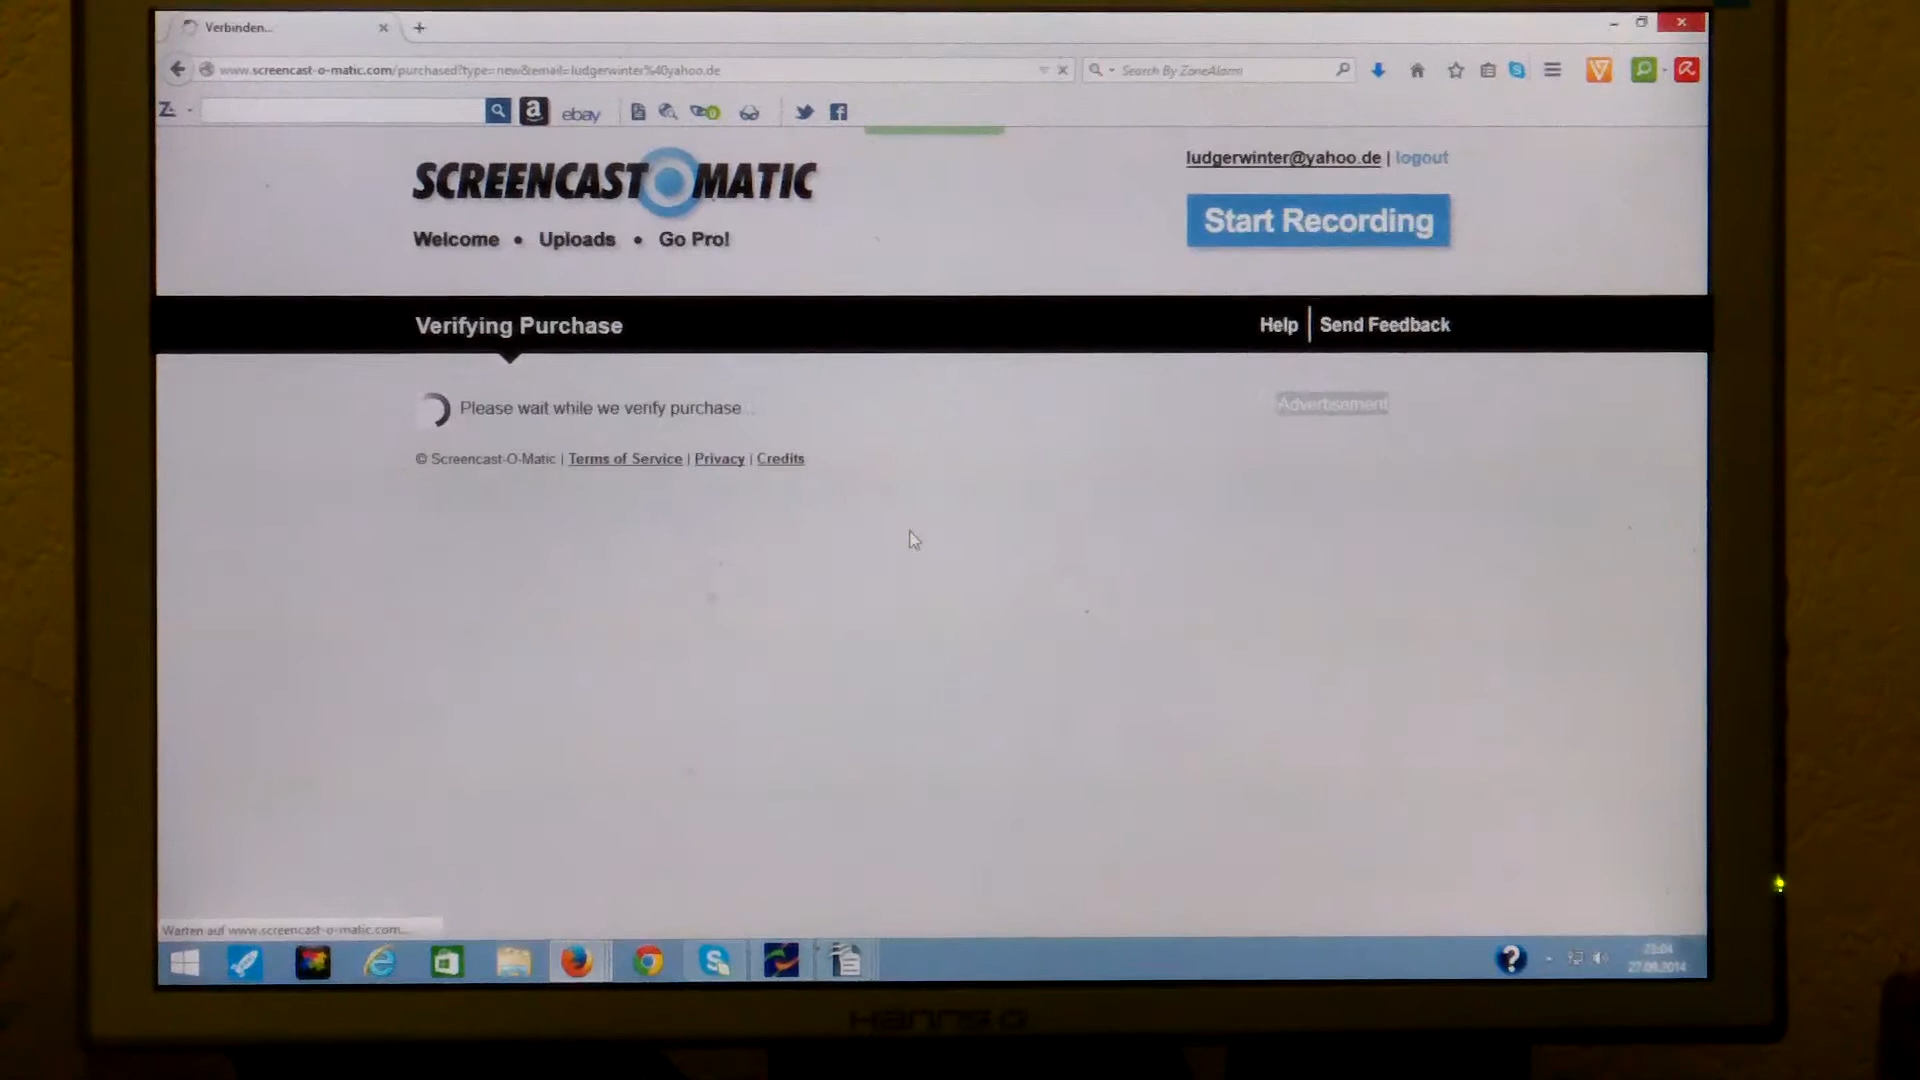 Verbinden...
www.screencast-o-matic.com/purchased?type=new&email=ludgerwinter%40yahoo.de
Search By ZoneAlarm
ebay
SCREENCAST O MATIC
ludgerwinter@yahoo.de | logout
Start Recording
Welcome • Uploads • Go Pro!
Verifying Purchase
Help | Send Feedback
Please wait while we verify purchase
Advertisement
© Screencast-O-Matic | Terms of Service | Privacy | Credits
Warten auf www.screencast-o-matic.com...
HANNS.G